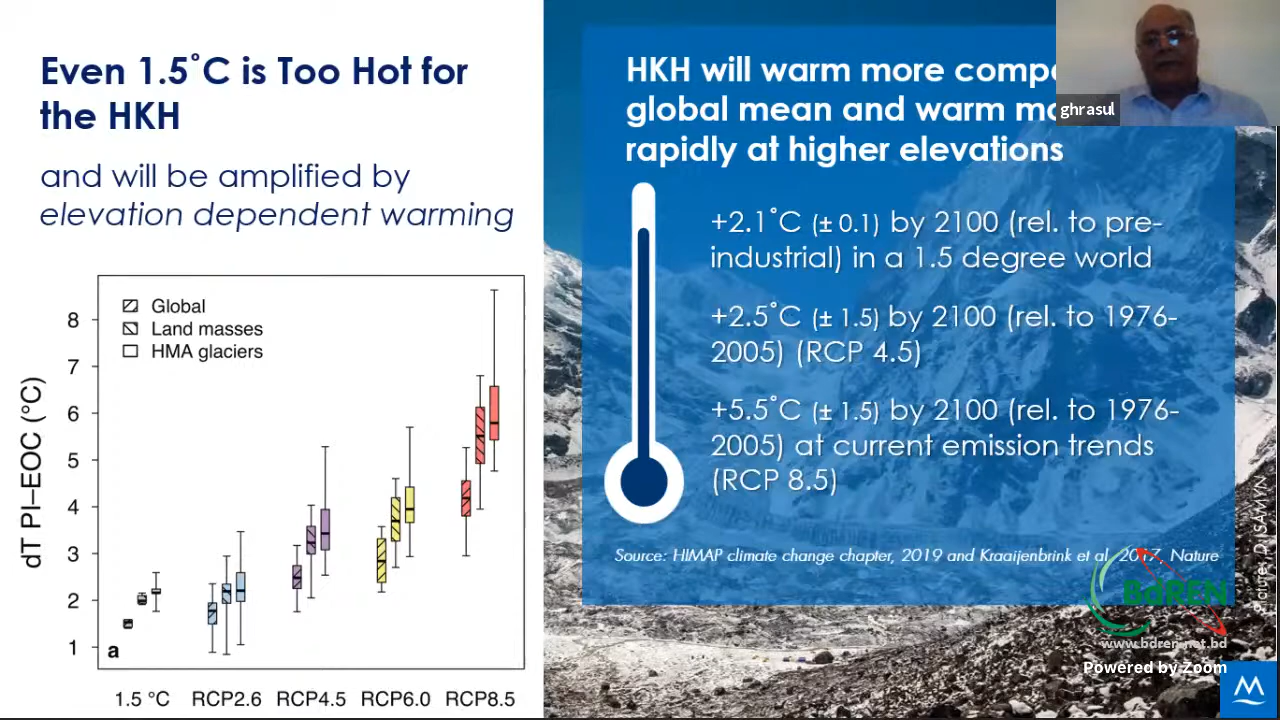 Even 1.5˚C is Too Hot for
the HKH
and will be amplified by
elevation dependent warming
dT PI–EOC (°C)
8
7
6
5
4
3
2
1
Global
Land masses
HMA glaciers
a
1.5 °C RCP2.6 RCP4.5 RCP6.0 RCP8.5
HKH will warm more
global mean and warm
rapidly at higher elevations
+2.1˚C (± 0.1) by 2100 (rel. to pre-
industrial) in a 1.5 degree world
+2.5˚C (± 1.5) by 2100 (rel. to 1976-
2005) (RCP 4.5)
+5.5˚C (± 1.5) by 2100 (rel. to 1976-
2005) at current emission trends
(RCP 8.5)
Source: HIMAP climate change chapter, 2019 and Kraaijenbrink et al, 2017, Nature
ghrasul
Picture:
BdREN
www.bdren.net.bd
Powered by Zoom